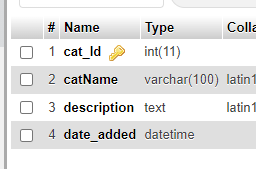 # Name Type Colla
1 cat_Id int(11)
2 catName varchar(100) latin1
3 description text latin1
4 date_added datetime